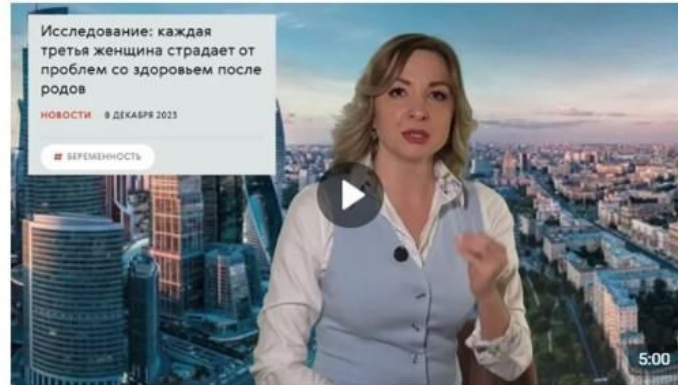 Исследование: каждая
третья женщина страдает от
проблем со здоровьем после
родов
НОВОСТИ 8 ДЕКАБРЯ 2023
# БЕРЕМЕННОСТЬ
5:00